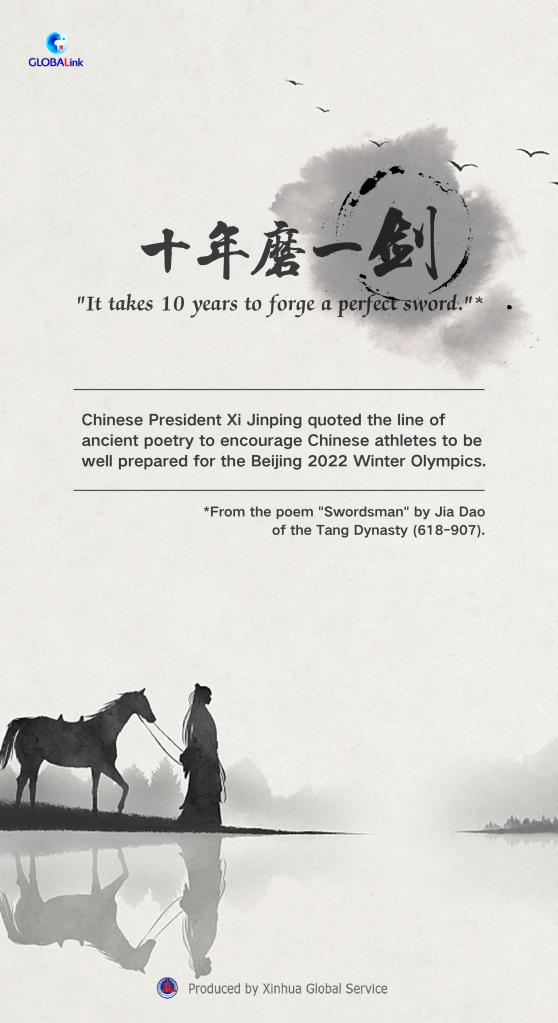 GLOBALink
十年磨一剑
"It takes 10 years to forge a perfect sword."*
Chinese President Xi Jinping quoted the line of
ancient poetry to encourage Chinese athletes to be
well prepared for the Beijing 2022 Winter Olympics.
*From the poem "Swordsman" by Jia Dao
of the Tang Dynasty (618-907).
Produced by Xinhua Global Service